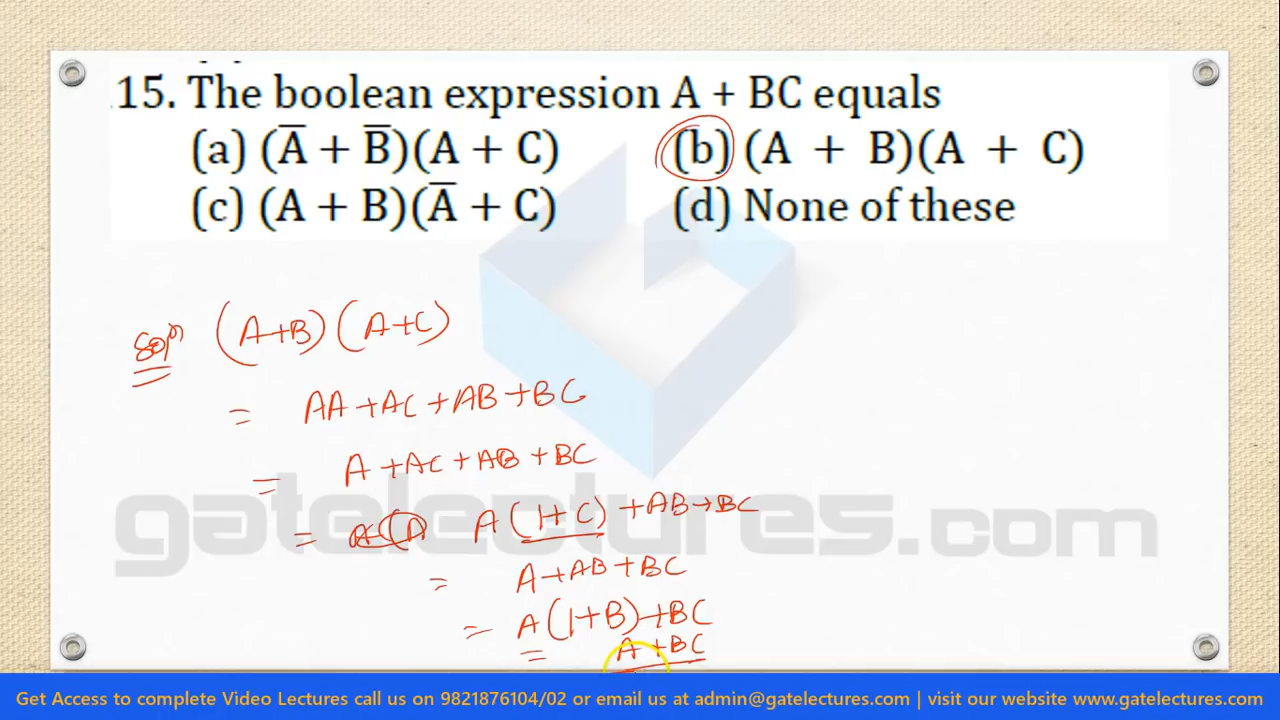 15. The boolean expression A + BC equals
(a) (A̅ + B̅)(A + C) (b) (A + B)(A + C)
(c) (A + B)(A̅ + C) (d) None of these
Solⁿ (A+B) (A+C)
= AA + AC + AB + BC
= A + AC + AB + BC
= A (1 + C) + AB + BC
= A + AB + BC
= A (1+B) + BC
= A + BC
gatelectures.com
Get Access to complete Video Lectures call us on 9821876104/02 or email us at admin@gatelectures.com | visit our website www.gatelectures.com